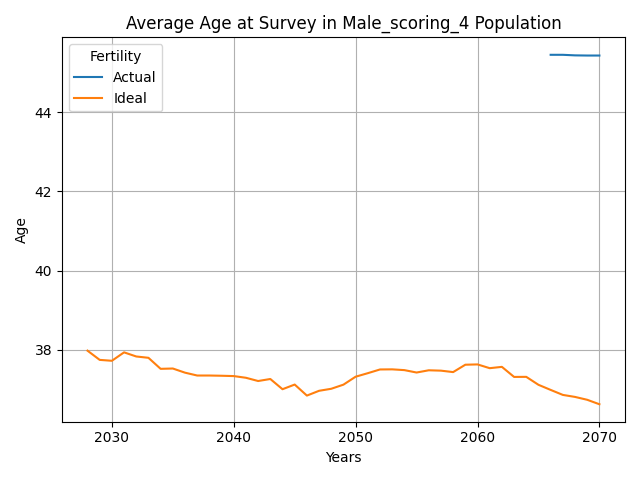 Average Age at Survey in Male_scoring_4 Population
Fertility
Actual
Ideal
44
42
40
38
Age
2030 2040 2050 2060 2070
Years